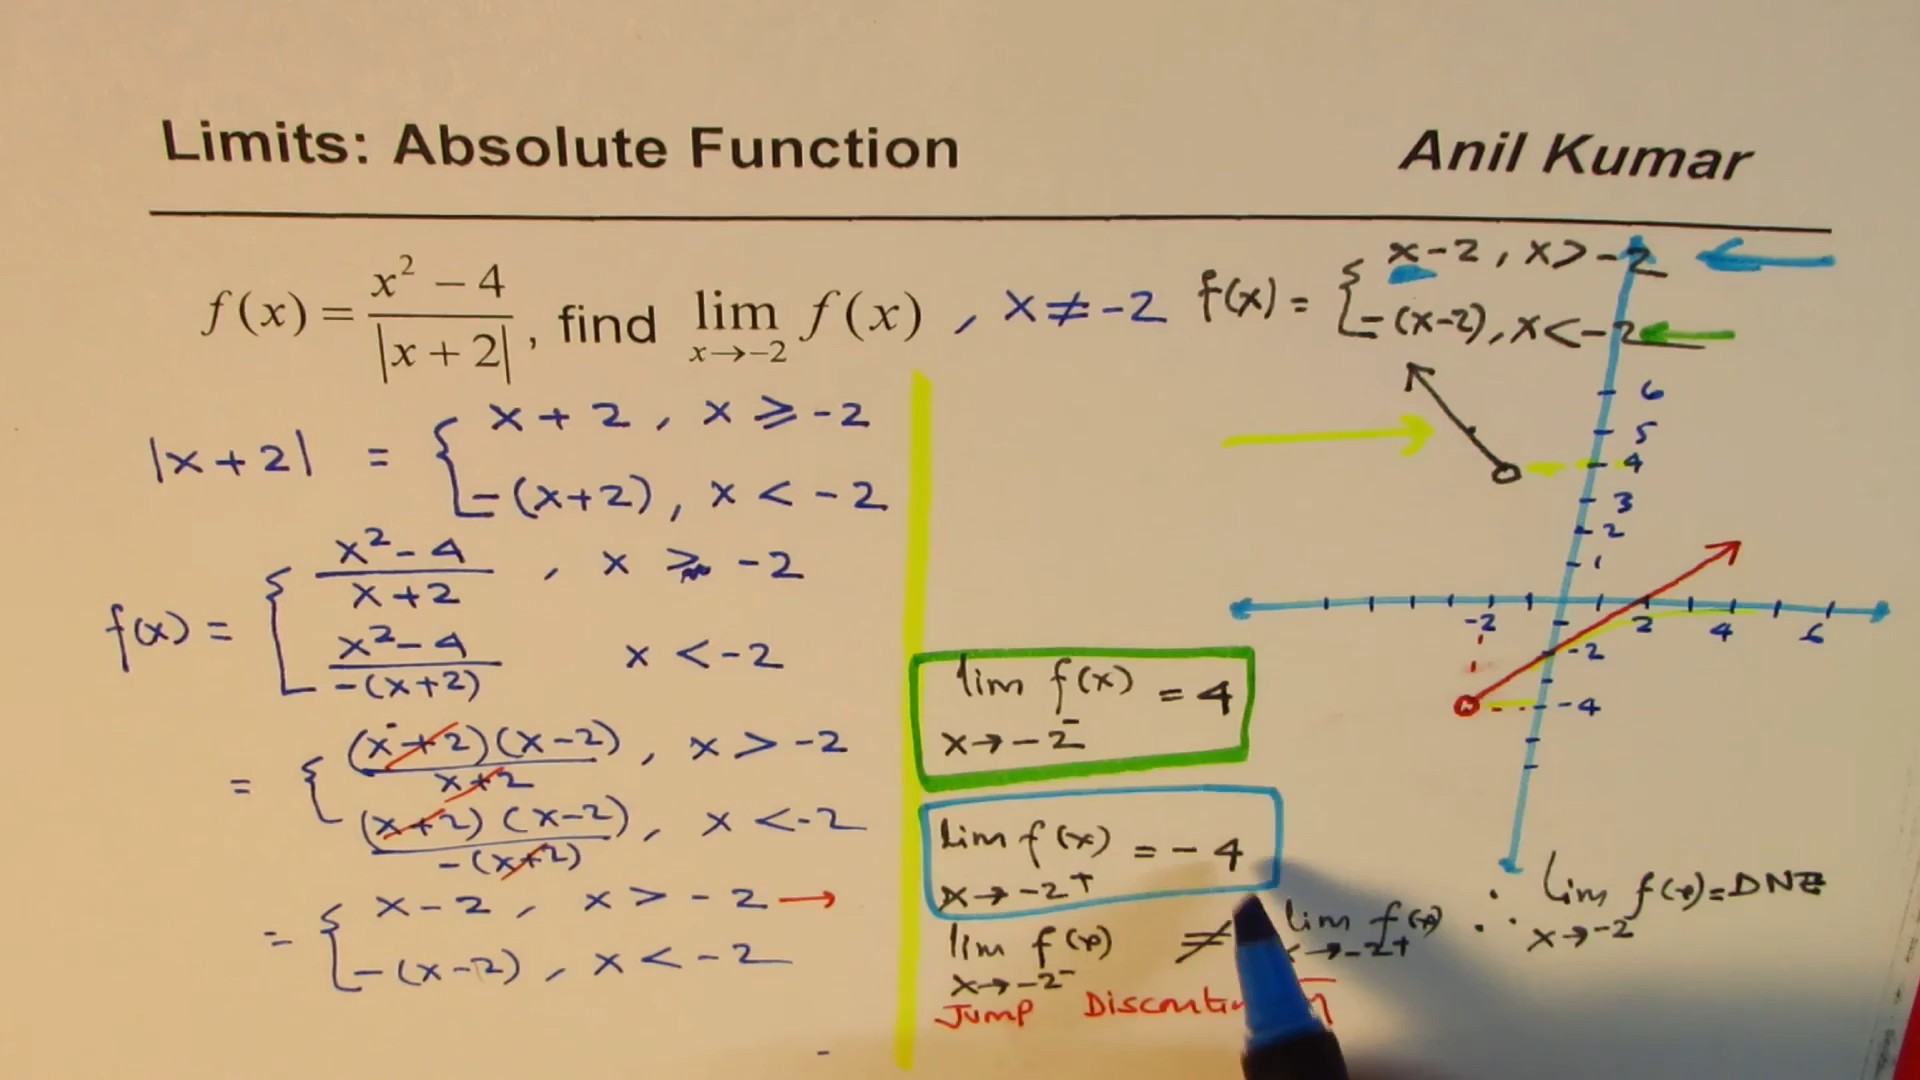 Limits: Absolute Function
Anil Kumar
f(x) = x² − 4 / |x + 2| , find lim x→−2 f(x) , x ≠ -2
f(x) = { x-2 , x > -2
-(x-2), x < -2
|x+2| = { x + 2 , x ⩾ -2
-(x+2) , x < -2
f(x) = { x² - 4 / x + 2 , x ⩾ -2
x² - 4 / -(x+2) x < -2
= { (x+2)(x-2) / x+2 , x > -2
(x+2)(x-2) / -(x+2) , x < -2
= { x-2 , x > -2 →
-(x-2) , x < -2
lim f(x) = 4
x→-2⁻
lim f(x) = -4
x→-2⁺
lim f(x) ≠ lim f(x) ∴ lim f(x) = DNE
x→-2⁻ x→-2⁺ x→-2
Jump
6
5
4
3
2
1
-2 2 4 6
-2
-4